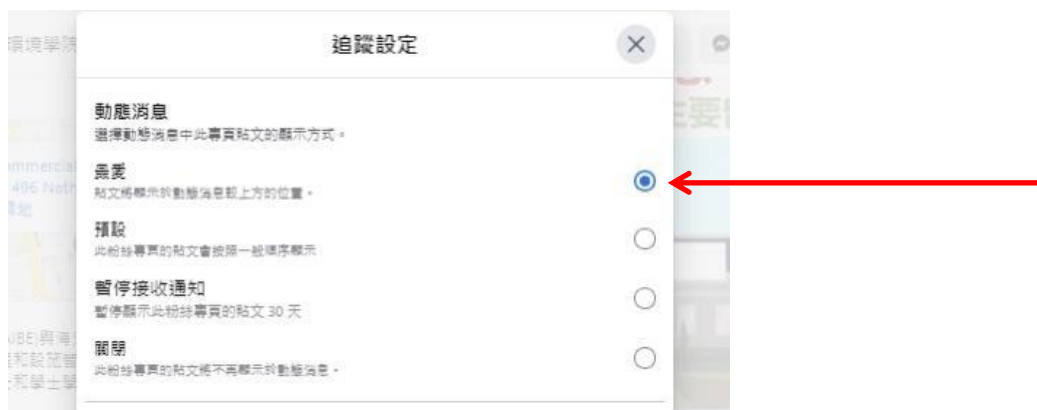 追蹤設定
動態消息
選擇動態消息中此專頁貼文的顯示方式。
最愛
貼文將顯示於動態消息較上方的位置。
預設
此粉絲專頁的貼文會按照一般順序顯示
暫停接收通知
暫停顯示此粉絲專頁的貼文 30 天
關閉
此粉絲專頁的貼文將不再顯示於動態消息。